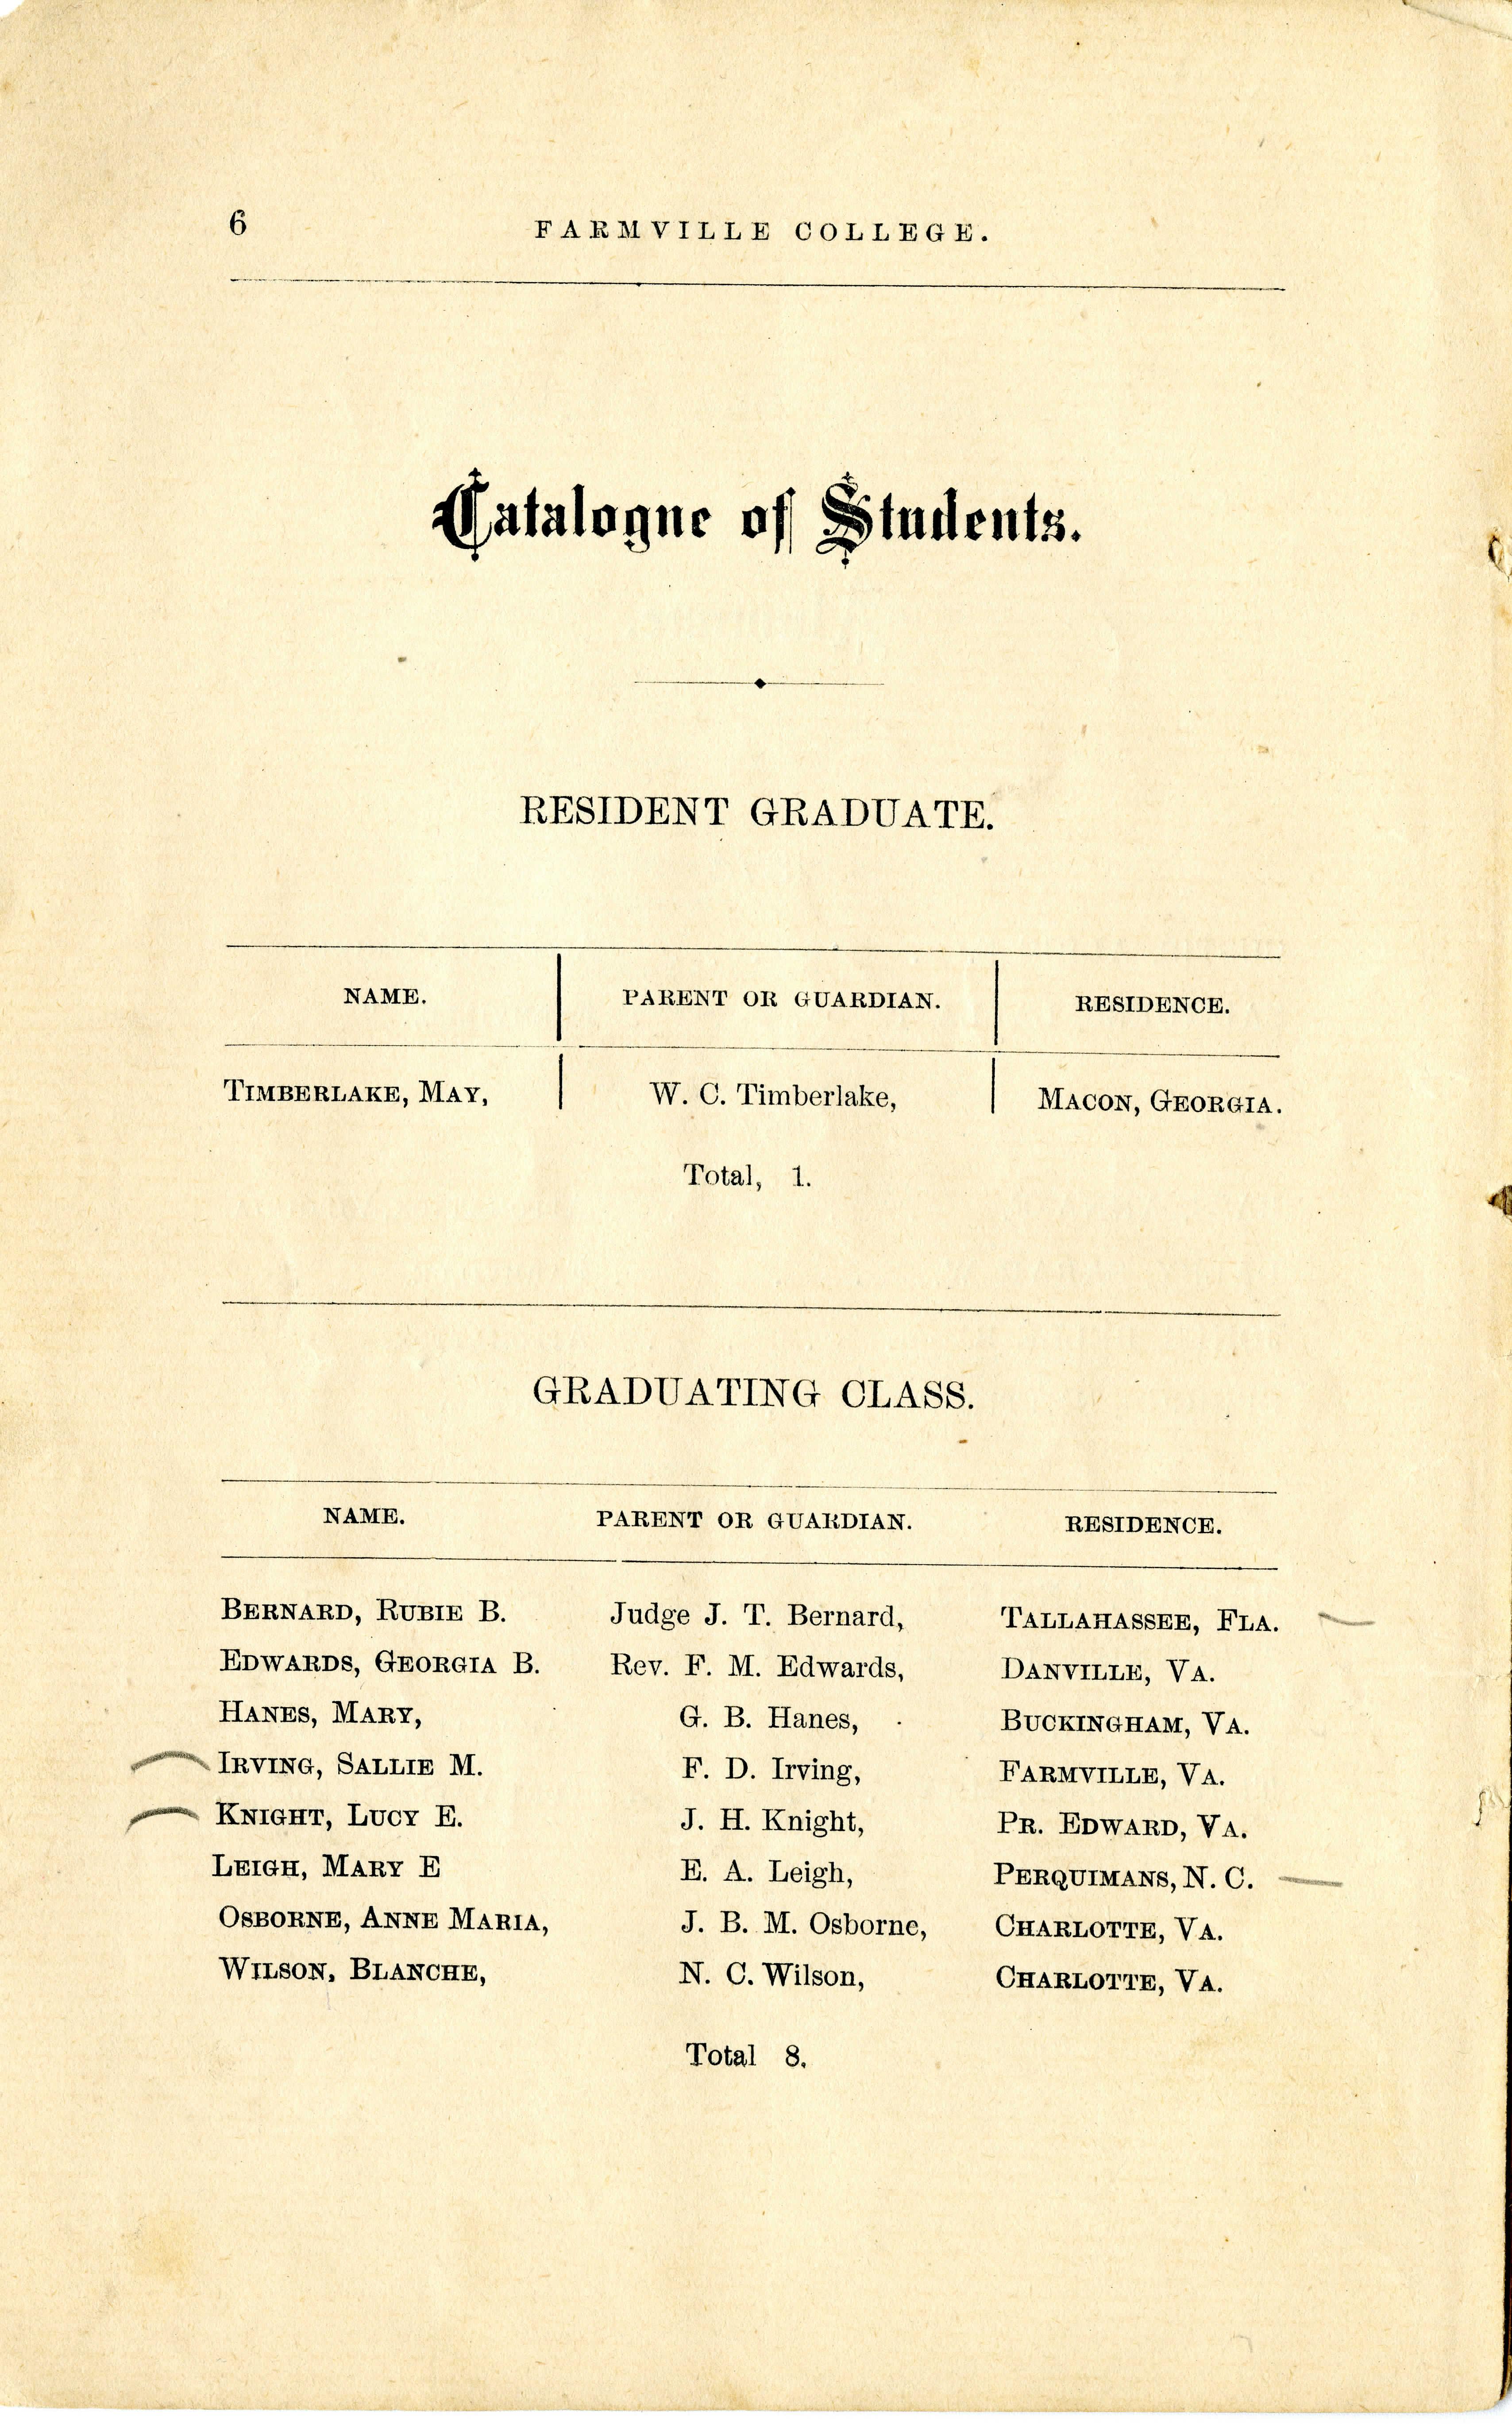 6 FARMVILLE COLLEGE.
Catalogue of Students.
RESIDENT GRADUATE.
NAME. PARENT OR GUARDIAN. RESIDENCE.
TIMBERLAKE, MAY, W. C. Timberlake, MACON, GEORGIA.
Total, 1.
GRADUATING CLASS.
NAME. PARENT OR GUARDIAN. RESIDENCE.
BERNARD, RUBIE B. Judge J. T. Bernard, TALLAHASSEE, FLA.
EDWARDS, GEORGIA B. Rev. F. M. Edwards, DANVILLE, VA.
HANES, MARY, G. B. Hanes, BUCKINGHAM, VA.
IRVING, SALLIE M. F. D. Irving, FARMVILLE, VA.
KNIGHT, LUCY E. J. H. Knight, PR. EDWARD, VA.
LEIGH, MARY E E. A. Leigh, PERQUIMANS, N. C.
OSBORNE, ANNE MARIA, J. B. M. Osborne, CHARLOTTE, VA.
WILSON, BLANCHE, N. C. Wilson, CHARLOTTE, VA.
Total 8.